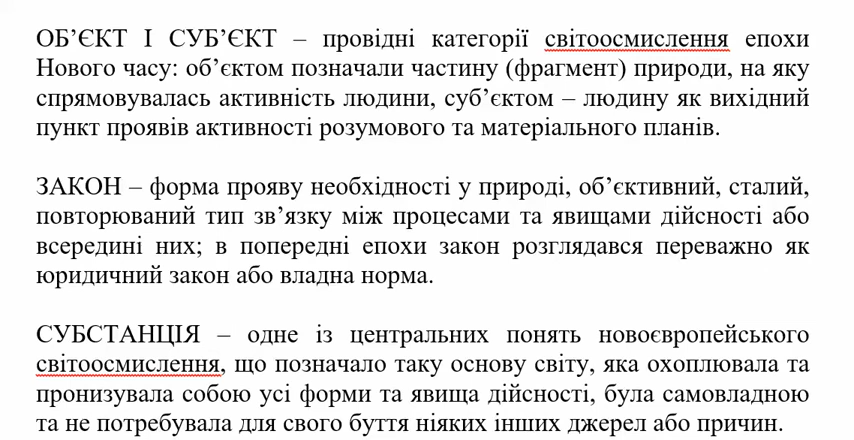 ОБ’ЄКТ І СУБ’ЄКТ – провідні категорії світоосмислення епохи
Нового часу: об’єктом позначали частину (фрагмент) природи, на яку
спрямовувалась активність людини, суб’єктом – людину як вихідний
пункт проявів активності розумового та матеріального планів.
ЗАКОН – форма прояву необхідності у природі, об’єктивний, сталий,
повторюваний тип зв’язку між процесами та явищами дійсності або
всередині них; в попередні епохи закон розглядався переважно як
юридичний закон або владна норма.
СУБСТАНЦІЯ – одне із центральних понять новоєвропейського
світоосмислення, що позначало таку основу світу, яка охоплювала та
пронизувала собою усі форми та явища дійсності, була самовладною
та не потребувала для свого буття ніяких інших джерел або причин.